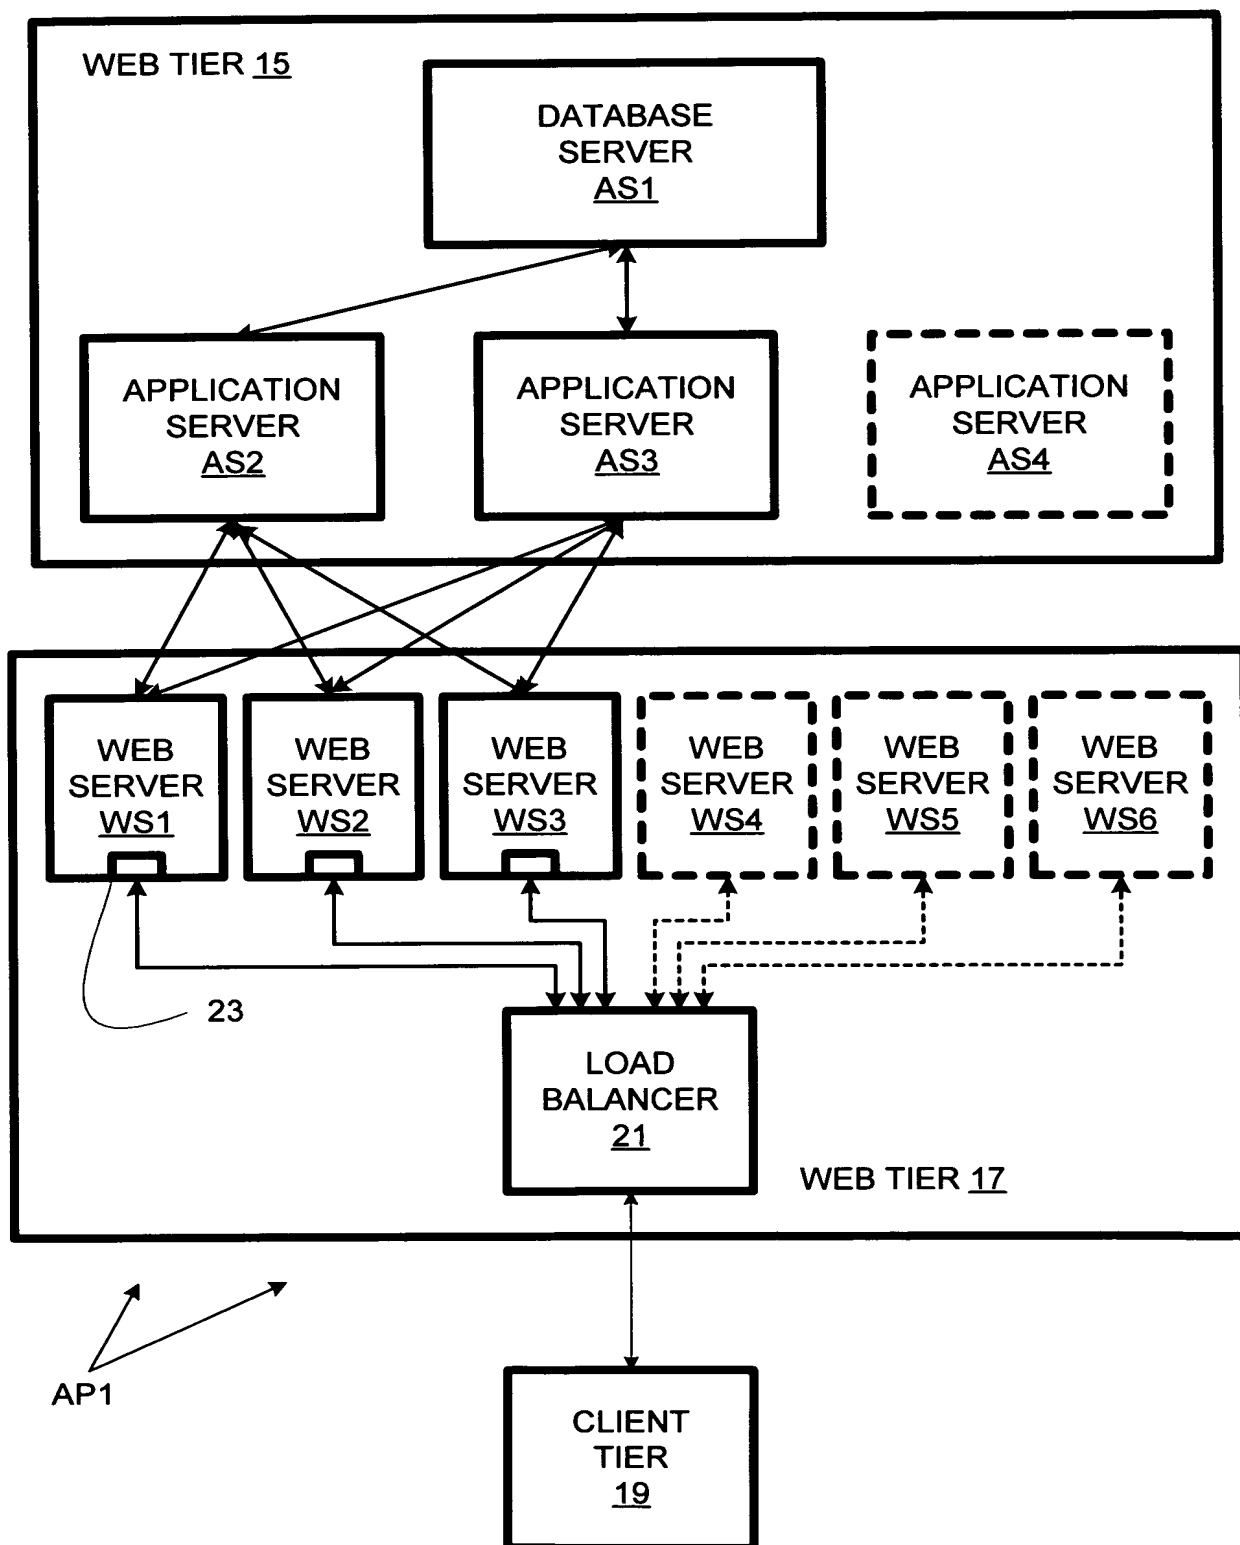 WEB TIER 15
DATABASE
SERVER
AS1
APPLICATION
SERVER
AS2
APPLICATION
SERVER
AS3
APPLICATION
SERVER
AS4
WEB
SERVER
WS1
WEB
SERVER
WS2
WEB
SERVER
WS3
WEB
SERVER
WS4
WEB
SERVER
WS5
WEB
SERVER
WS6
23
LOAD
BALANCER
21
WEB TIER 17
AP1
CLIENT
TIER
19